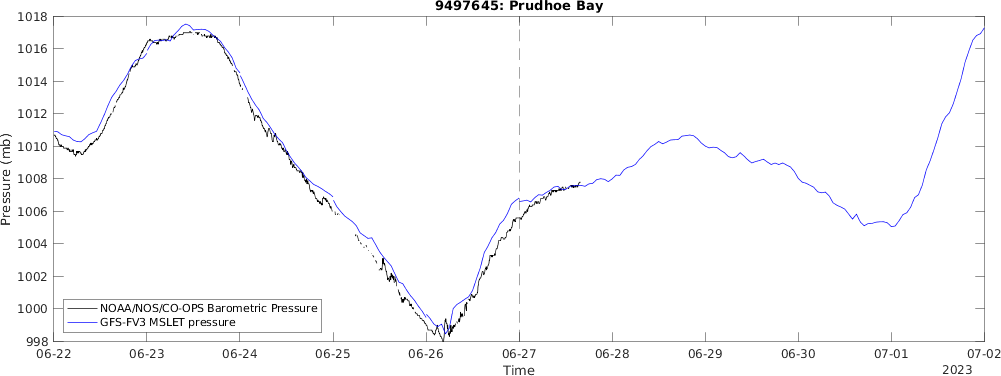 9497645: Prudhoe Bay
1018
1016
1014
1012
1010
1008
1006
1004
1002
1000
998
Pressure (mb)
NOAA/NOS/CO-OPS Barometric Pressure
GFS-FV3 MSLET pressure
06-22 06-23 06-24 06-25 06-26 06-27 06-28 06-29 06-30 07-01 07-02
Time
2023